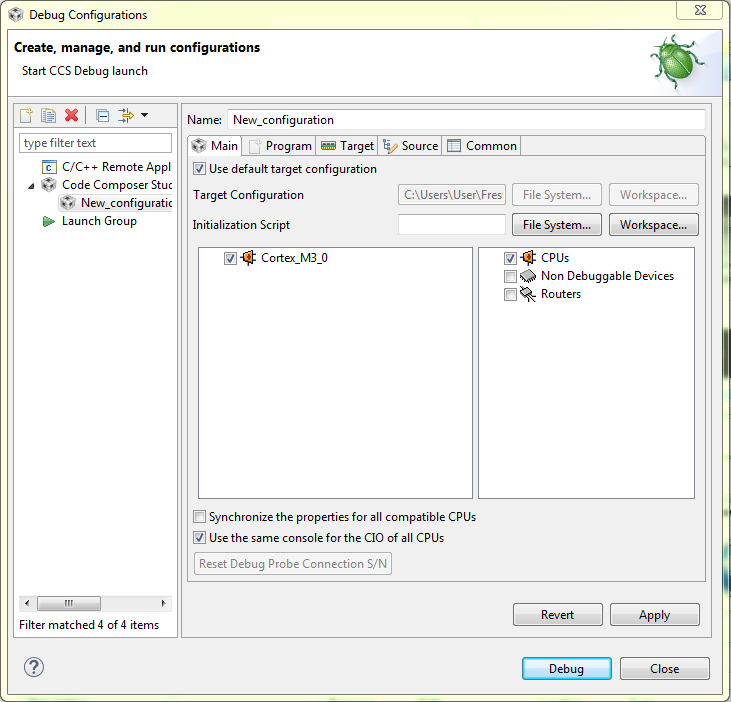 Debug Configurations
Create, manage, and run configurations
Start CCS Debug launch
type filter text
C/C++ Remote Appl
Code Composer Stud
New_configuratio
Launch Group
Filter matched 4 of 4 items
Name: New_configuration
Main Program Target Source Common
Use default target configuration
Target Configuration C:\Users\User\Fres File System... Workspace...
Initialization Script File System... Workspace...
Cortex_M3_0
CPUs
Non Debuggable Devices
Routers
Synchronize the properties for all compatible CPUs
Use the same console for the CIO of all CPUs
Reset Debug Probe Connection S/N
Revert Apply
? Debug Close